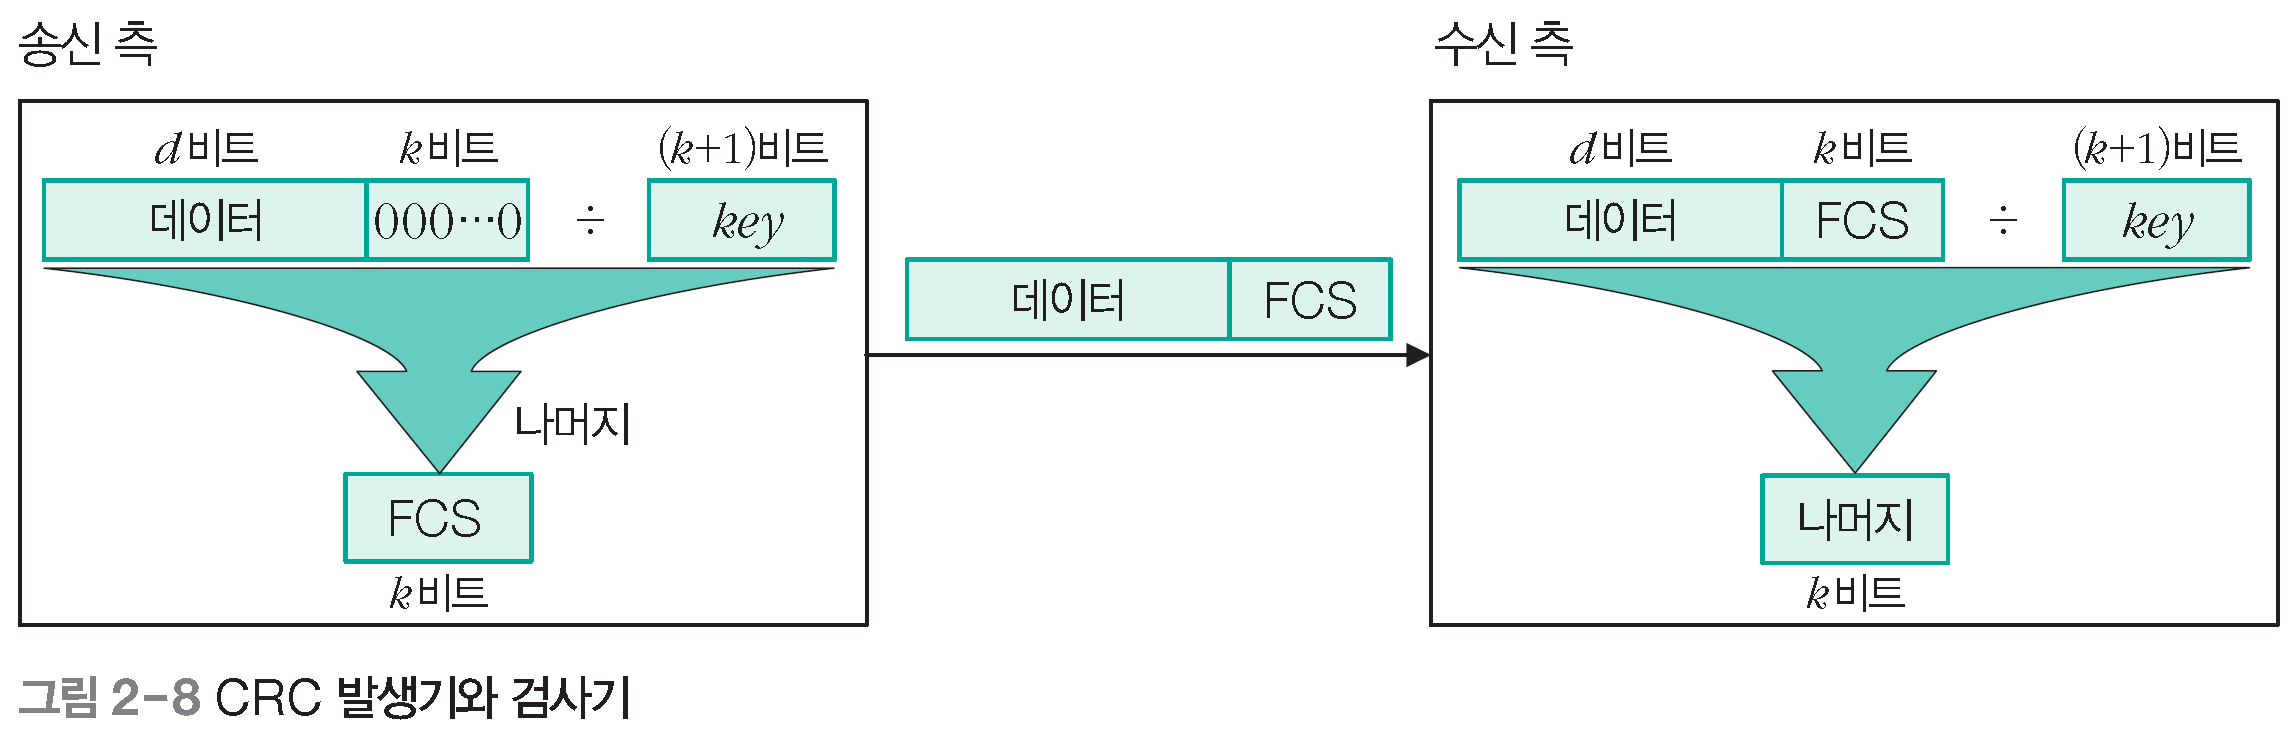 송신 측
d비트 k비트 (k+1)비트
데이터 000…0 ÷ key
나머지
FCS
k비트
데이터 FCS
수신 측
d비트 k비트 (k+1)비트
데이터 FCS ÷ key
나머지
k비트
그림 2-8 CRC 발생기와 검사기